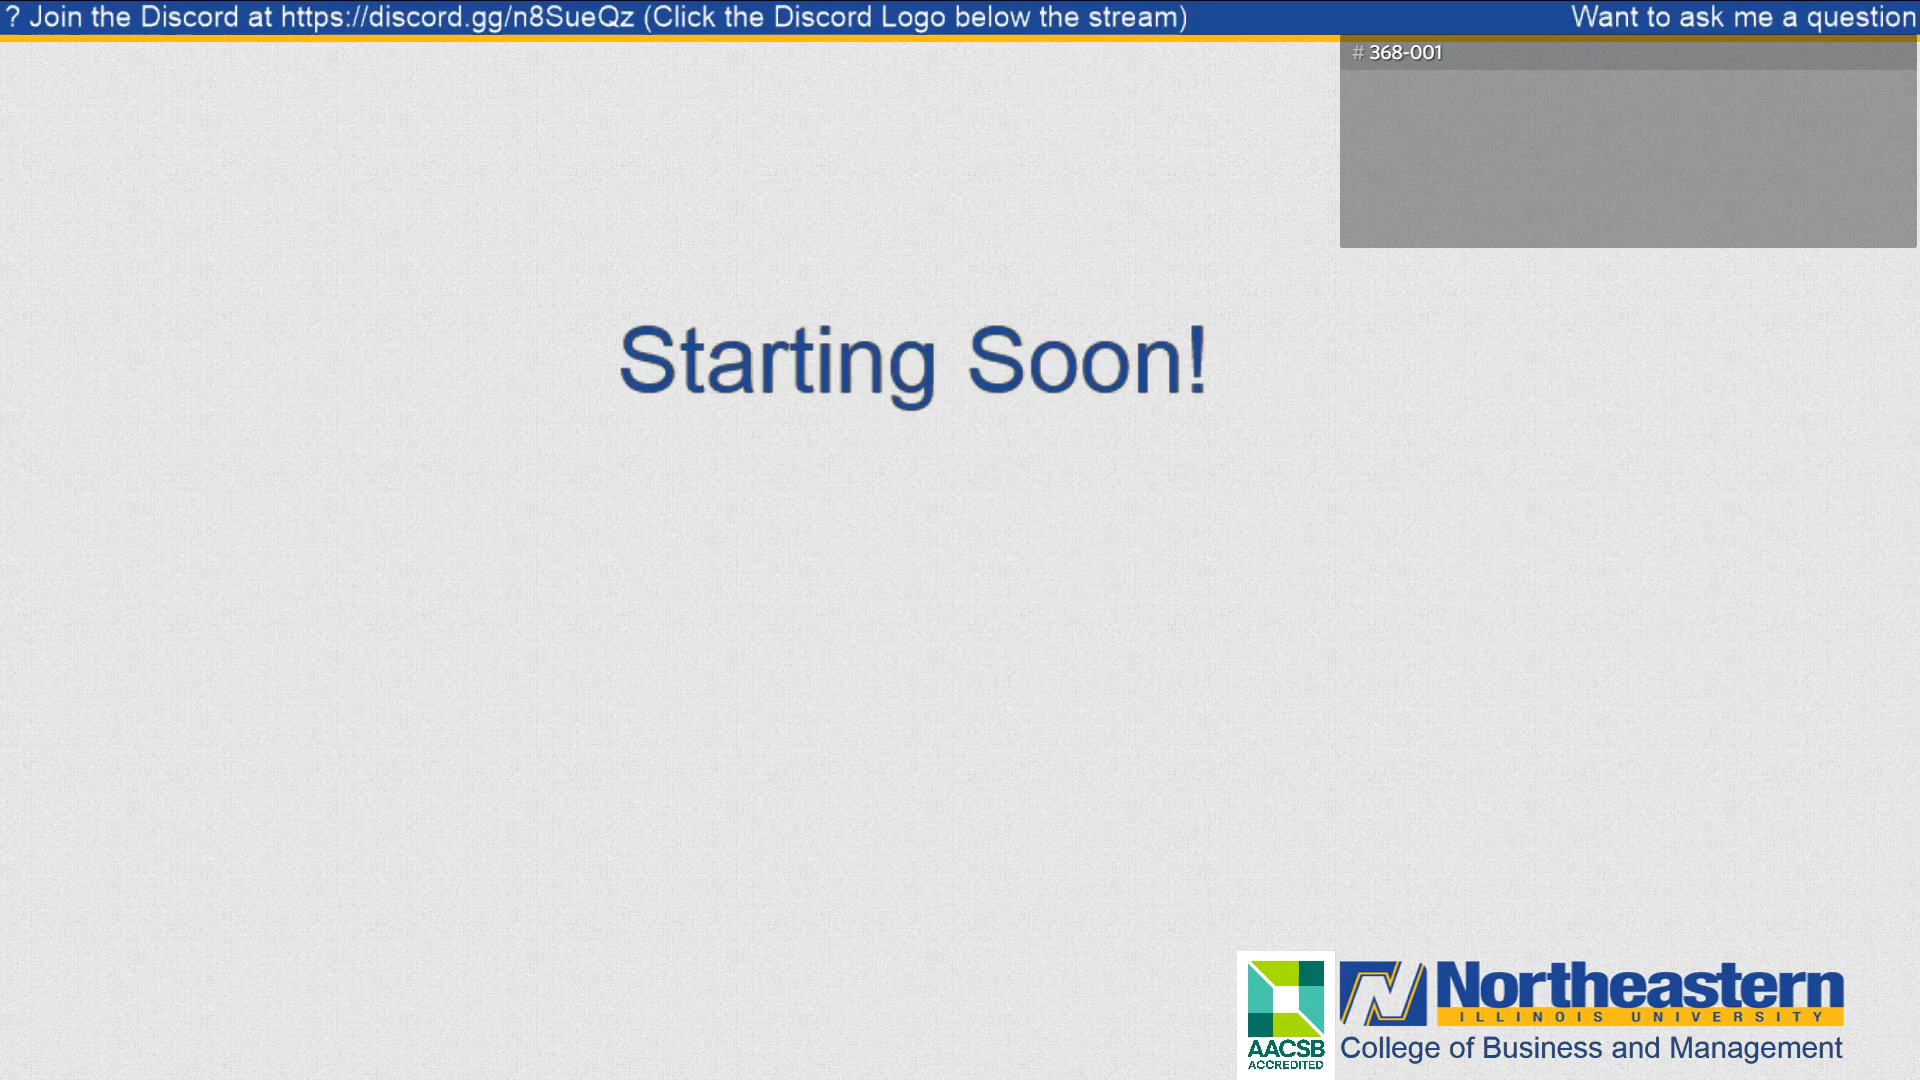 ? Join the Discord at https://discord.gg/n8SueQz (Click the Discord Logo below the stream) Want to ask me a question
# 368-001
Starting Soon!
AACSB
ACCREDITED
Northeastern
ILLINOIS UNIVERSITY
College of Business and Management